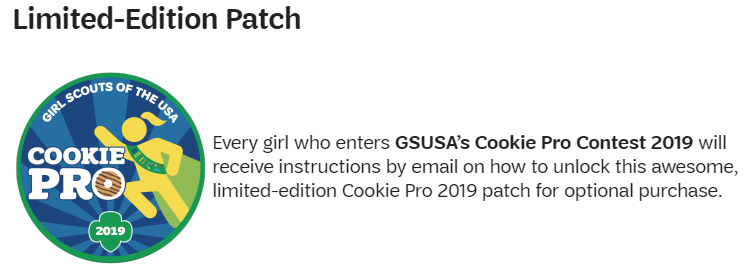 Limited-Edition Patch
GIRL SCOUTS OF THE USA
COOKIE
PRO
2019
Every girl who enters GSUSA's Cookie Pro Contest 2019 will
receive instructions by email on how to unlock this awesome,
limited-edition Cookie Pro 2019 patch for optional purchase.